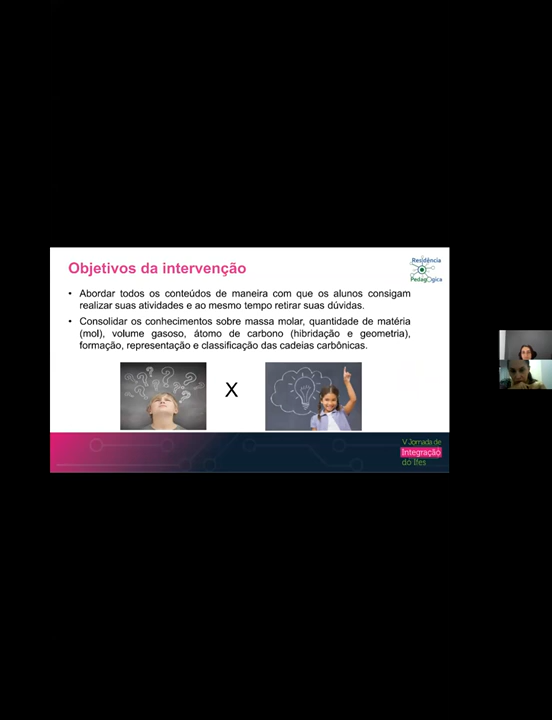 Objetivos da intervenção
Residência
Pedagógica
• Abordar todos os conteúdos de maneira com que os alunos consigam
realizar suas atividades e ao mesmo tempo retirar suas dúvidas.
• Consolidar os conhecimentos sobre massa molar, quantidade de matéria
(mol), volume gasoso, átomo de carbono (hibridação e geometria),
formação, representação e classificação das cadeias carbônicas.
X
V Jornada de
Integração
do Ifes